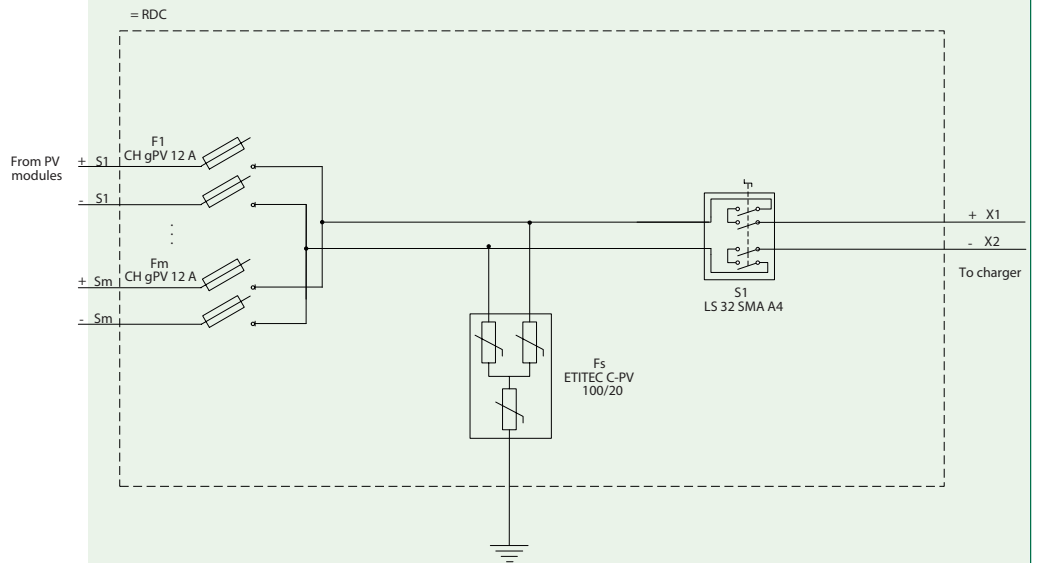 = RDC
F1
CH gPV 12 A
From PV
modules
+ S1
- S1
Fm
CH gPV 12 A
+ Sm
- Sm
+ X1
- X2
To charger
S1
LS 32 SMA A4
Fs
ETITEC C-PV
100/20